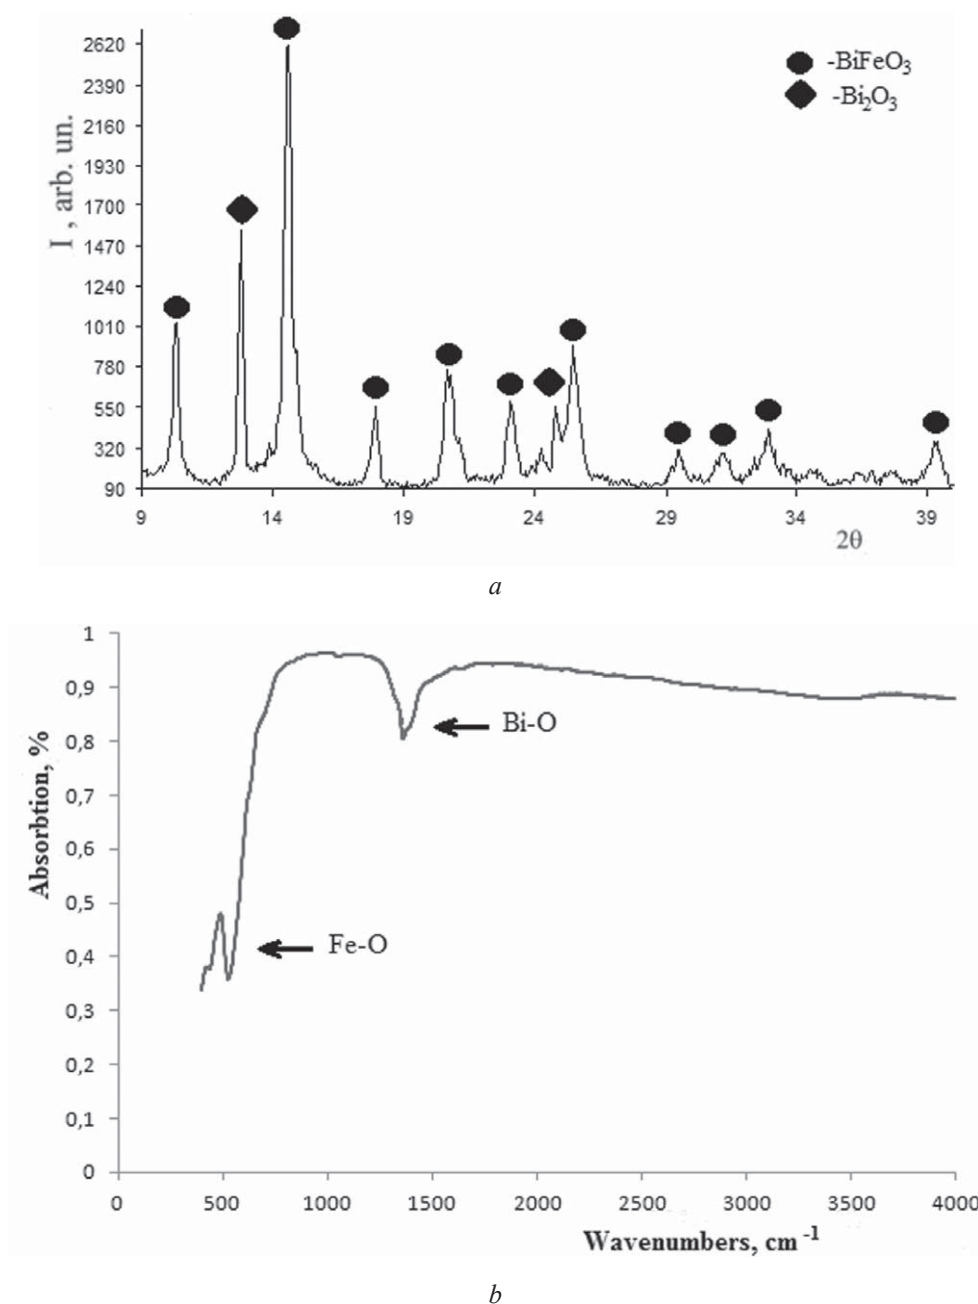 I , arb. un.
2620
2390
2160
1930
1700
1470
1240
1010
780
550
320
90
-BiFeO₃
-Bi₂O₃
9 14 19 24 29 34 39
2θ
a
Absorbtion, %
1
0,9
0,8
0,7
0,6
0,5
0,4
0,3
0,2
0,1
0
Bi-O
Fe-O
0 500 1000 1500 2000 2500 3000 3500 4000
Wavenumbers, cm⁻¹
b